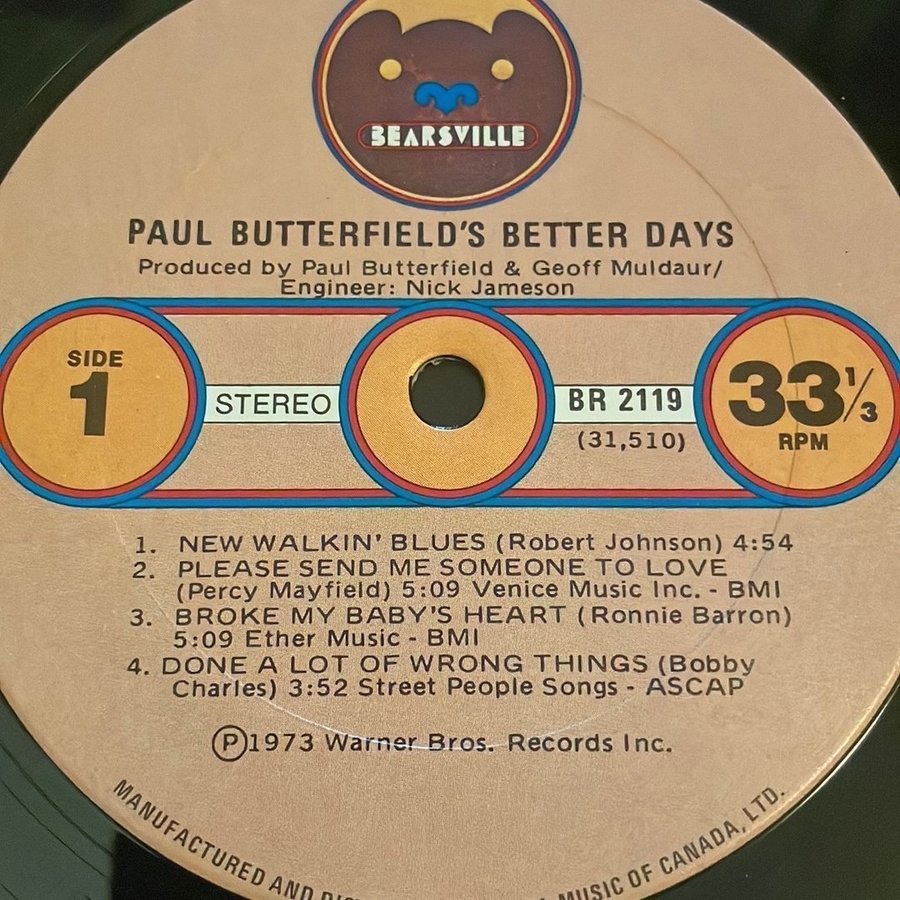 BEARSVILLE
PAUL BUTTERFIELD'S BETTER DAYS
Produced by Paul Butterfield & Geoff Muldaur/
Engineer: Nick Jameson
SIDE
1
STEREO
BR 2119
(31,510)
33 1/3
RPM
1. NEW WALKIN' BLUES (Robert Johnson) 4:54
2. PLEASE SEND ME SOMEONE TO LOVE
(Percy Mayfield) 5:09 Venice Music Inc. - BMI
3. BROKE MY BABY'S HEART (Ronnie Barron)
5:09 Ether Music - BMI
4. DONE A LOT OF WRONG THINGS (Bobby
Charles) 3:52 Street People Songs - ASCAP
Ⓟ1973 Warner Bros. Records Inc.
MANUFACTURED AND MUSIC OF CANADA, LTD.